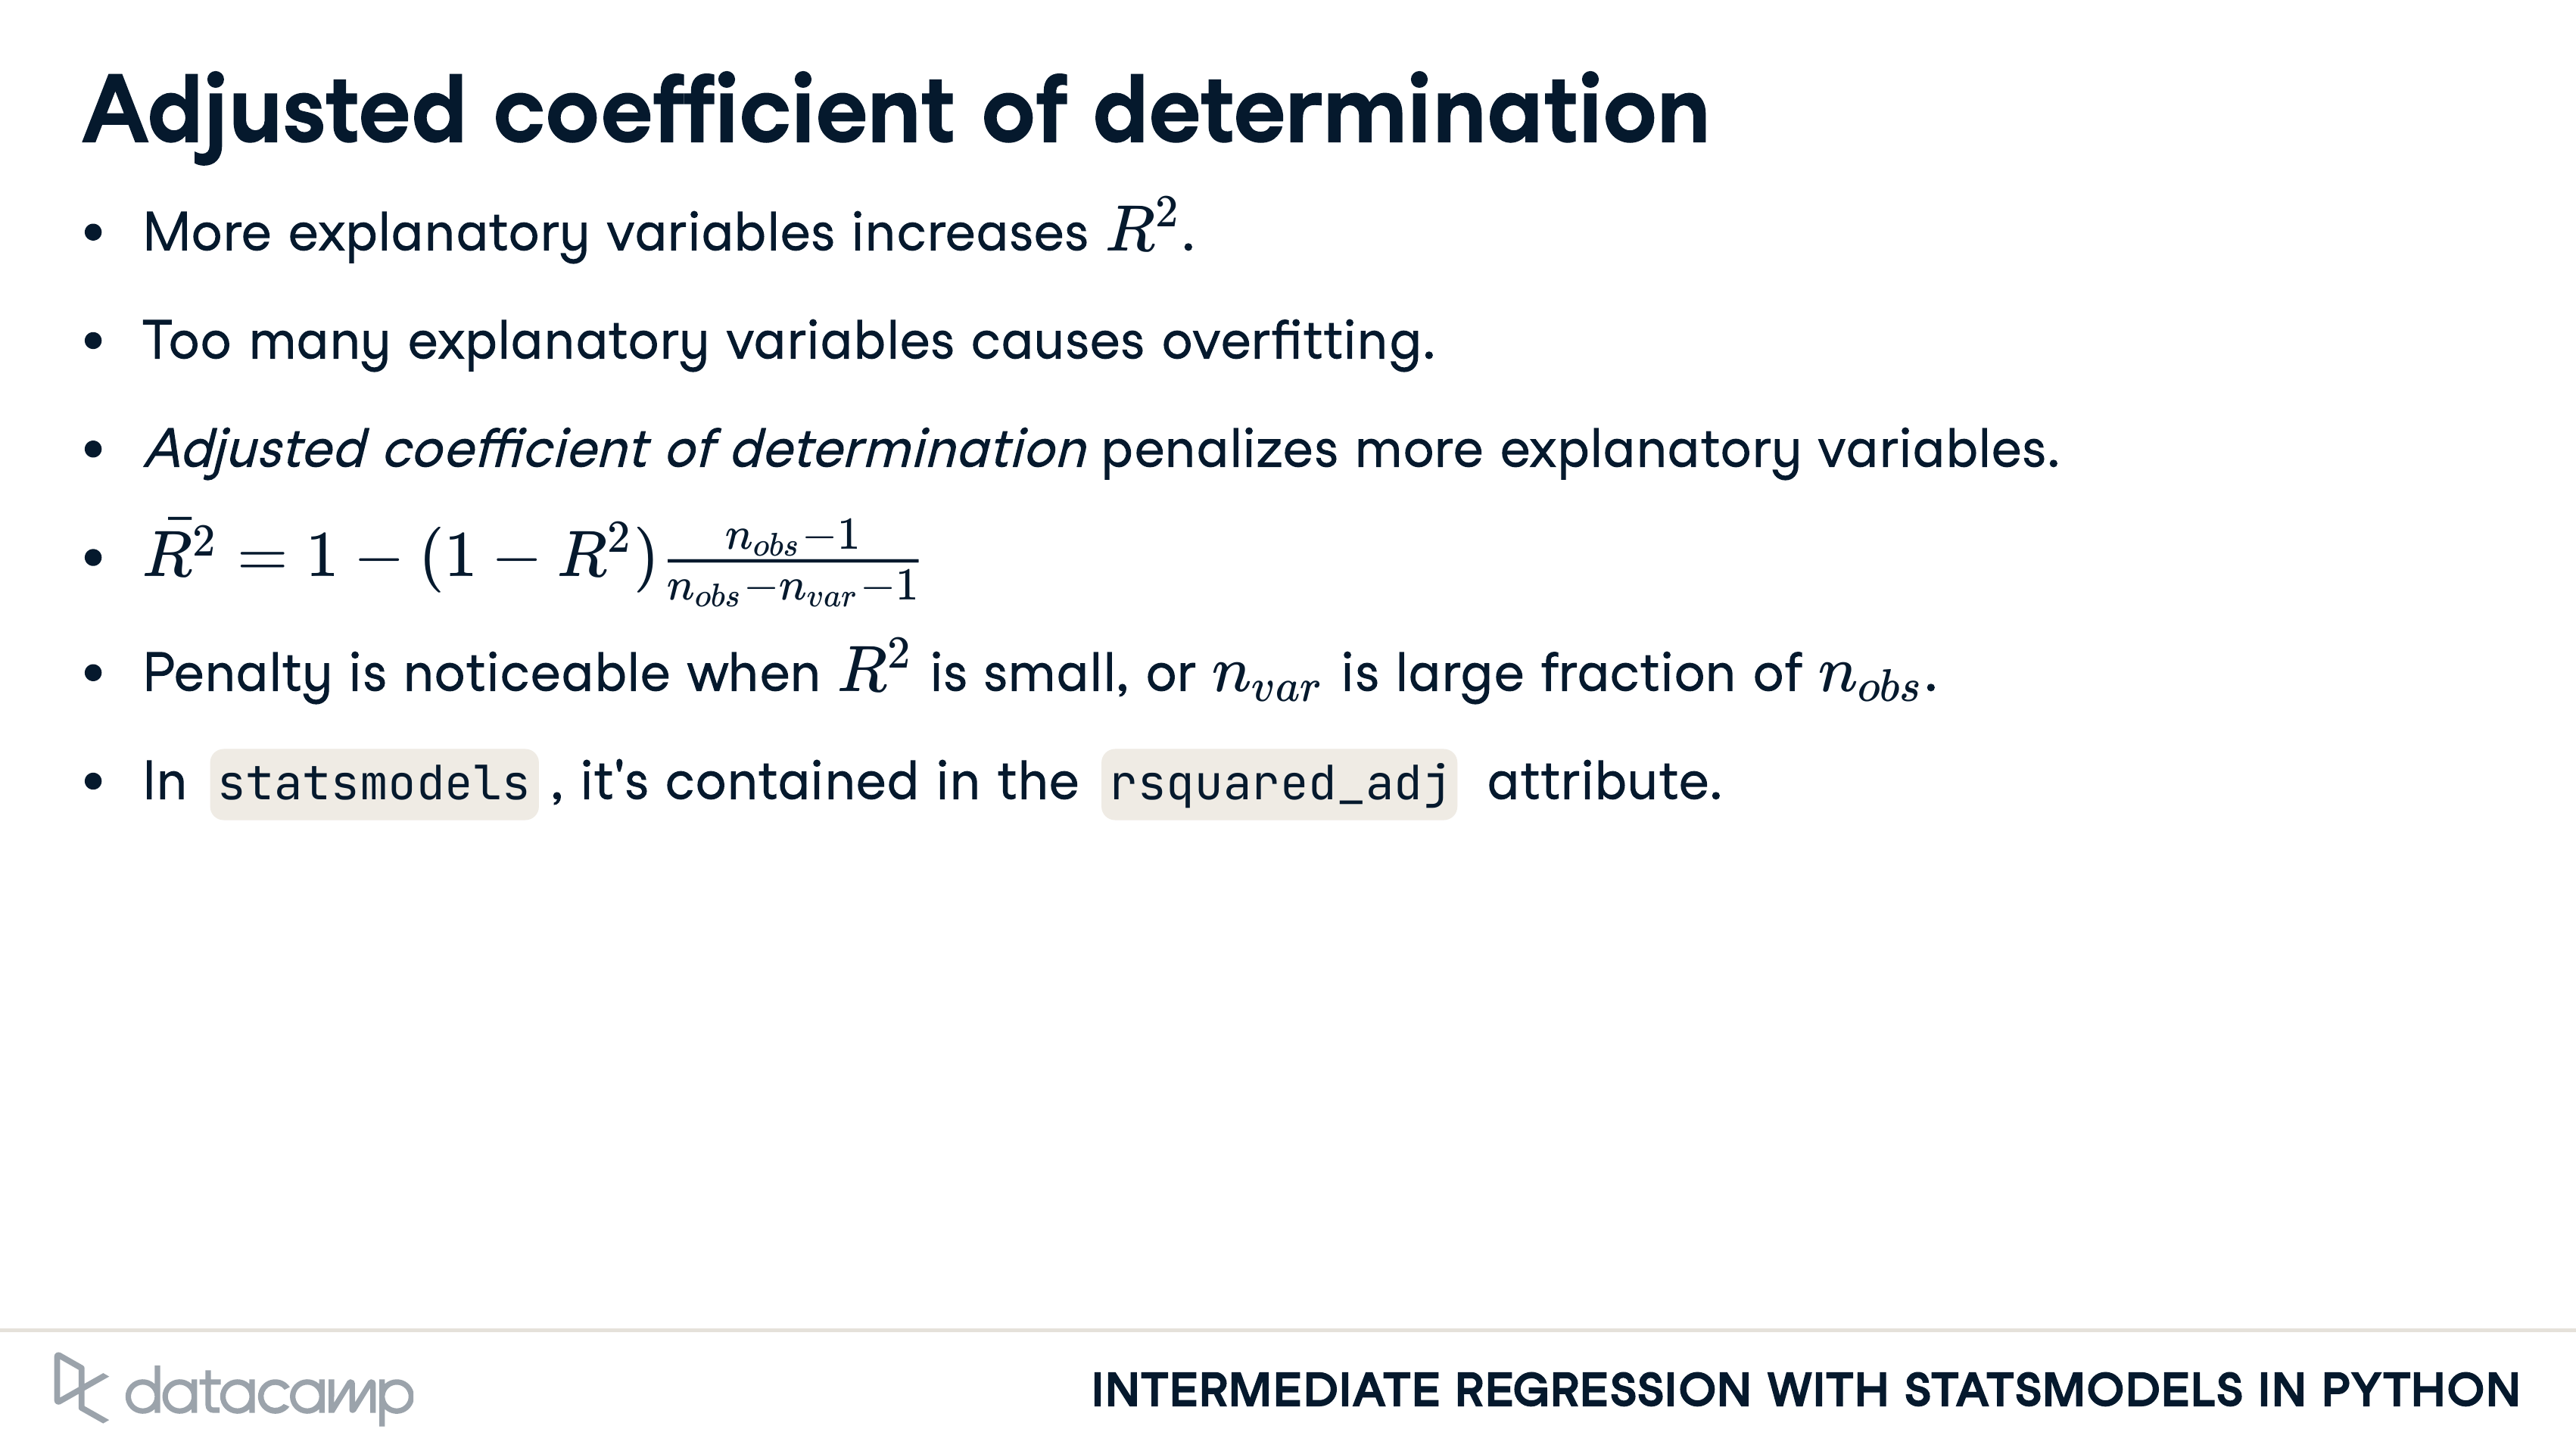 Adjusted coefficient of determination
• More explanatory variables increases $R^2$.
• Too many explanatory variables causes overfitting.
• Adjusted coefficient of determination penalizes more explanatory variables.
• $\bar{R}^2 = 1 - (1 - R^2)\frac{n_{obs}-1}{n_{obs}-n_{var}-1}$
• Penalty is noticeable when $R^2$ is small, or $n_{var}$ is large fraction of $n_{obs}$.
• In statsmodels, it's contained in the rsquared_adj attribute.
datacamp
INTERMEDIATE REGRESSION WITH STATSMODELS IN PYTHON